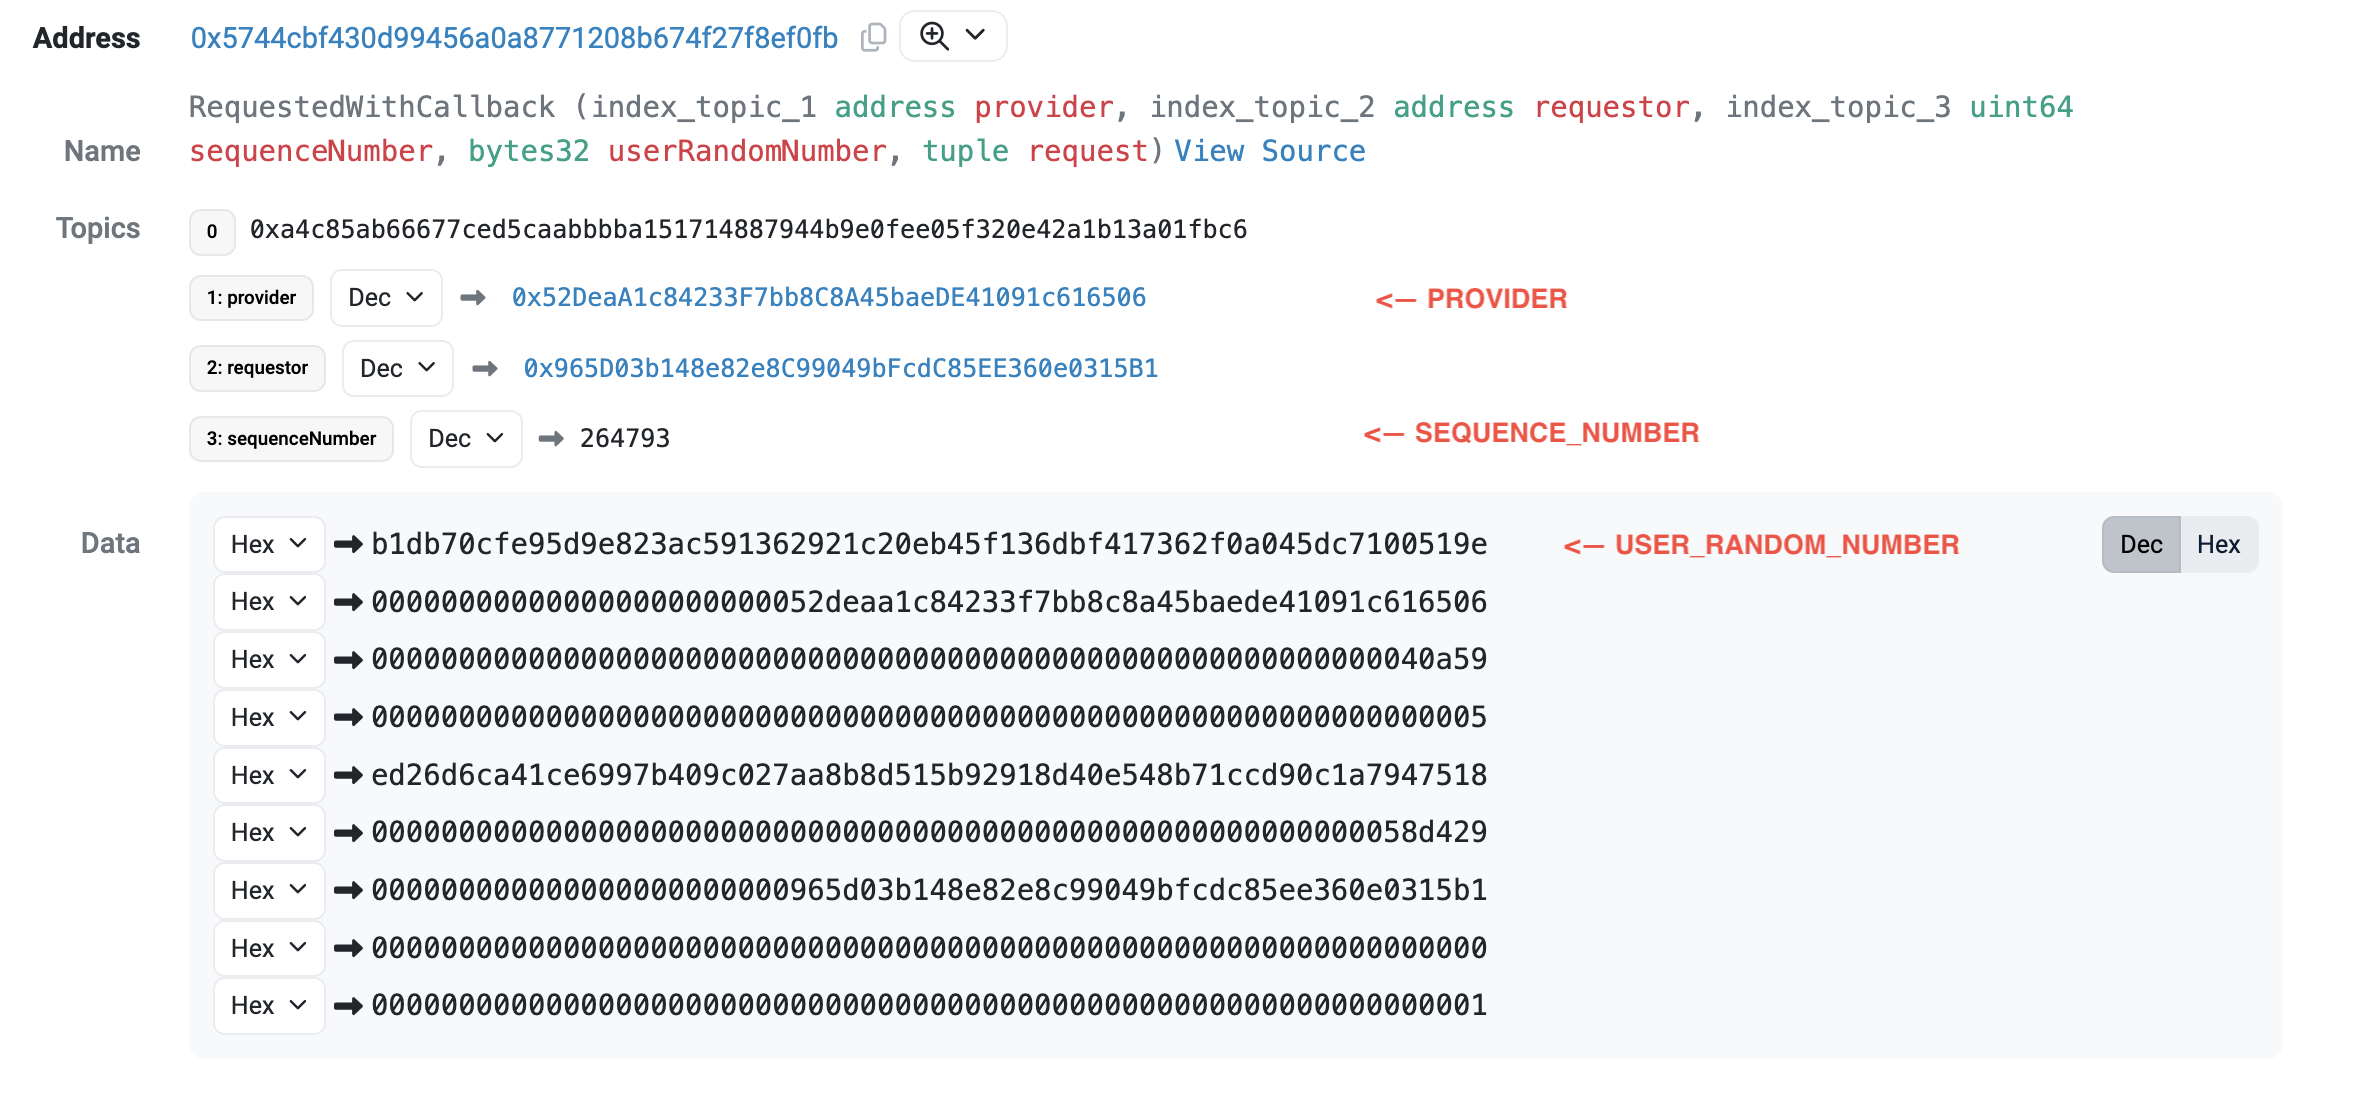 Address 0x5744cbf430d99456a0a8771208b674f27f8ef0fb
RequestedWithCallback (index_topic_1 address provider, index_topic_2 address requestor, index_topic_3 uint64
Name sequenceNumber, bytes32 userRandomNumber, tuple request) View Source
Topics 0 0xa4c85ab66677ced5caabbbba151714887944b9e0fee05f320e42a1b13a01fbc6
1: provider Dec 0x52DeaA1c84233F7bb8C8A45baeDE41091c616506 <— PROVIDER
2: requestor Dec 0x965D03b148e82e8C99049bFcdC85EE360e0315B1
3: sequenceNumber Dec 264793 <— SEQUENCE_NUMBER
Data Hex b1db70cfe95d9e823ac591362921c20eb45f136dbf417362f0a045dc7100519e <— USER_RANDOM_NUMBER Dec Hex
Hex 00000000000000000000000052deaa1c84233f7bb8c8a45baede41091c616506
Hex 0000000000000000000000000000000000000000000000000000000000040a59
Hex 0000000000000000000000000000000000000000000000000000000000000005
Hex ed26d6ca41ce6997b409c027aa8b8d515b92918d40e548b71ccd90c1a7947518
Hex 000000000000000000000000000000000000000000000000000000000058d429
Hex 000000000000000000000000965d03b148e82e8c99049bfcdc85ee360e0315b1
Hex 0000000000000000000000000000000000000000000000000000000000000000
Hex 0000000000000000000000000000000000000000000000000000000000000001